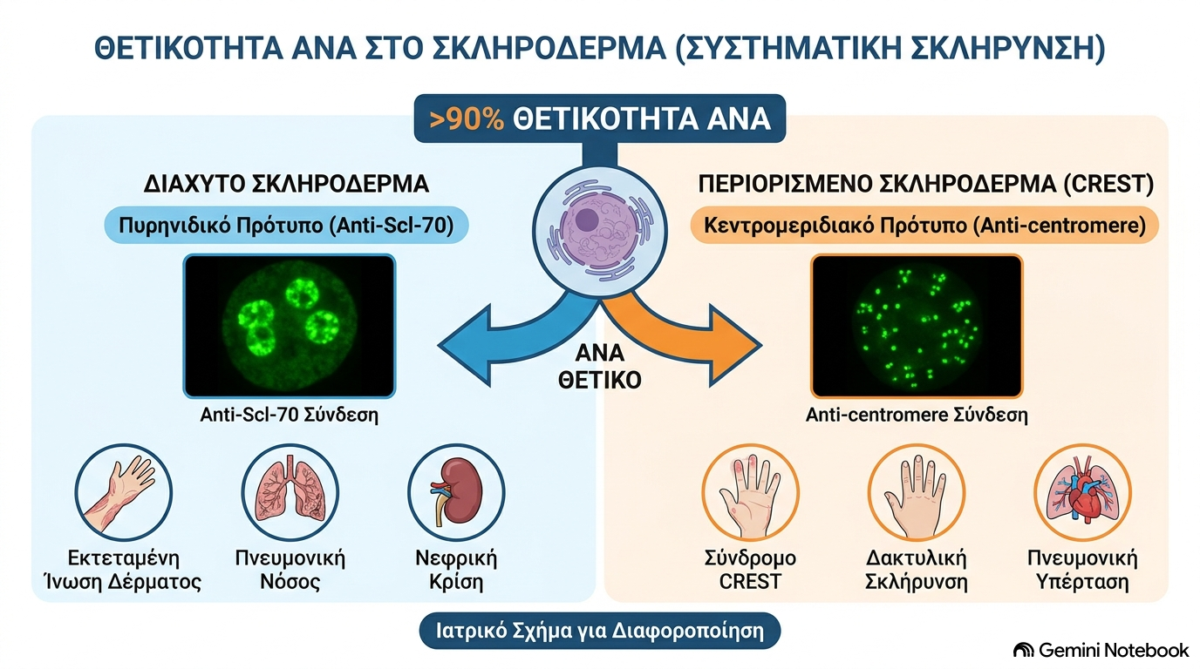 ΘΕΤΙΚΟΤΗΤΑ ΑΝΑ ΣΤΟ ΣΚΛΗΡΟΔΕΡΜΑ (ΣΥΣΤΗΜΑΤΙΚΗ ΣΚΛΗΡΥΝΣΗ)
>90% ΘΕΤΙΚΟΤΗΤΑ ΑΝΑ
ΔΙΑΧΥΤΟ ΣΚΛΗΡΟΔΕΡΜΑ
Πυρηνιδικό Πρότυπο (Anti-Scl-70)
Anti-Scl-70 Σύνδεση
Εκτεταμένη
Ίνωση Δέρματος
Πνευμονική
Νόσος
Νεφρική
Κρίση
ΑΝΑ
ΘΕΤΙΚΟ
ΠΕΡΙΟΡΙΣΜΕΝΟ ΣΚΛΗΡΟΔΕΡΜΑ (CREST)
Κεντρομεριδιακό Πρότυπο (Anti-centromere)
Anti-centromere Σύνδεση
Σύνδρομο
CREST
Δακτυλική
Σκλήρυνση
Πνευμονική
Υπέρταση
Ιατρικό Σχήμα για Διαφοροποίηση
Gemini Notebook